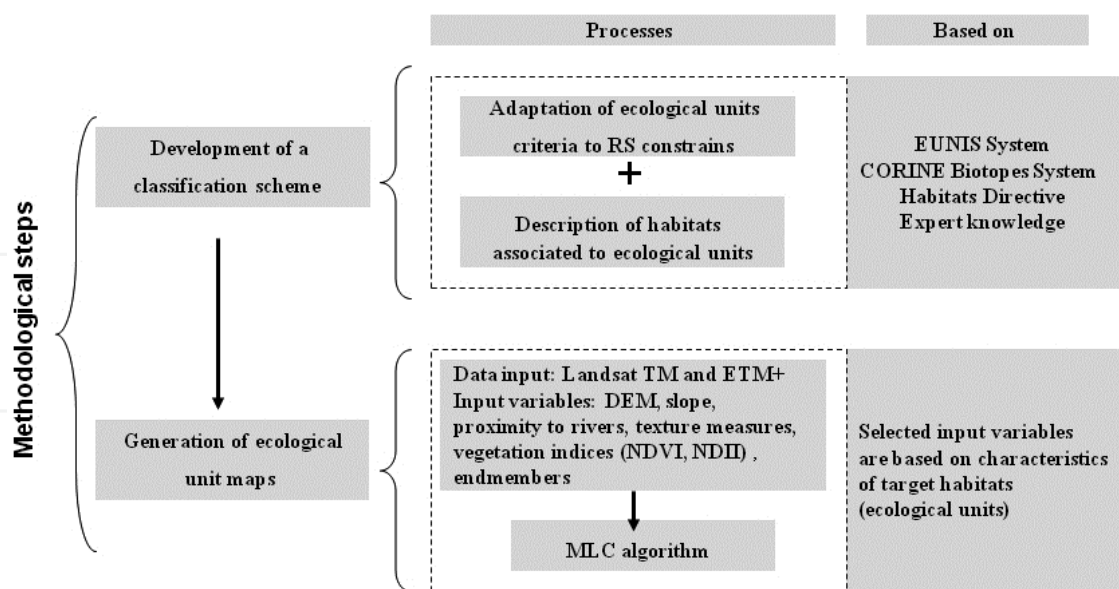 Processes
Based on
Methodological steps
Development of a
classification scheme
Adaptation of ecological units
criteria to RS constrains
+
Description of habitats
associated to ecological units
EUNIS System
CORINE Biotopes System
Habitats Directive
Expert knowledge
Generation of ecological
unit maps
Data input: Landsat TM and ETM+
Input variables: DEM, slope,
proximity to rivers, texture measures,
vegetation indices (NDVI, NDII) ,
endmembers
MLC algorithm
Selected input variables
are based on characteristics
of target habitats
(ecological units)